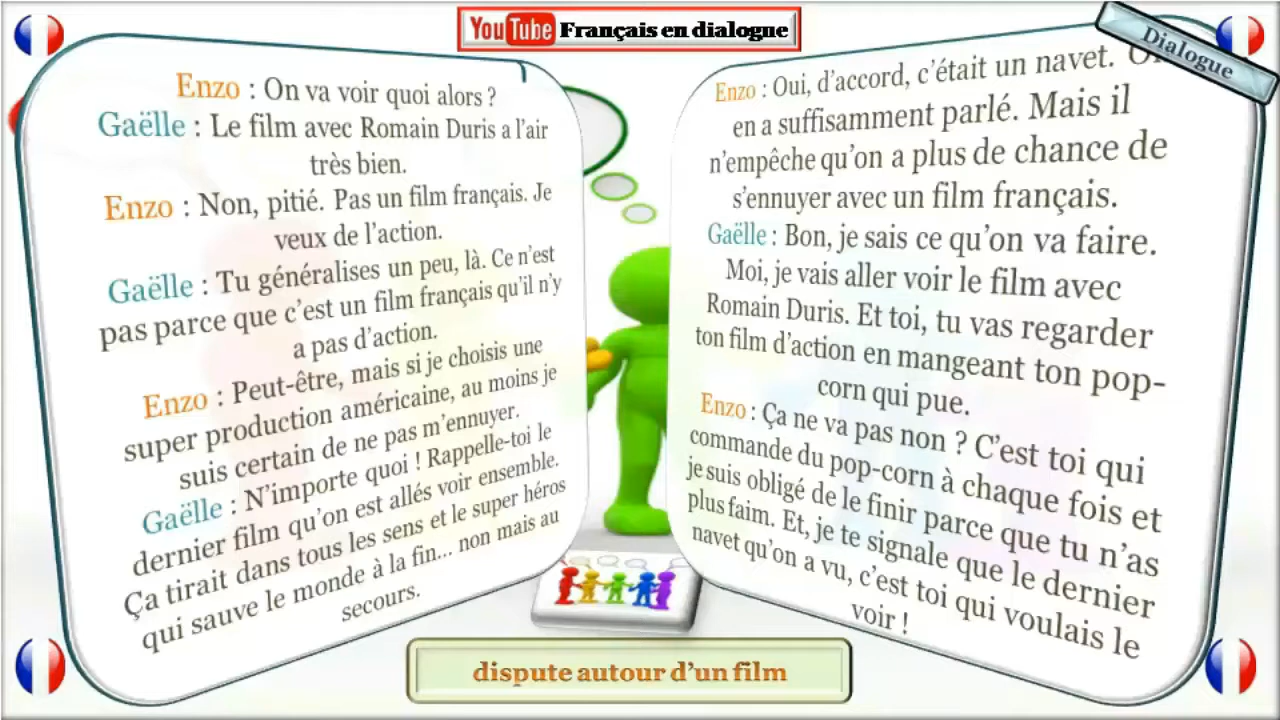 YouTube Français en dialogue
Dialogue
Enzo : On va voir quoi alors ?
Gaëlle : Le film avec Romain Duris a l'air
très bien.
Enzo : Non, pitié. Pas un film français. Je
veux de l'action.
Gaëlle : Tu généralises un peu, là. Ce n'est
pas parce que c'est un film français qu'il n'y
a pas d'action.
Enzo : Peut-être, mais si je choisis une
super production américaine, au moins je
suis certain de ne pas m'ennuyer.
Gaëlle : N'importe quoi ! Rappelle-toi le
dernier film qu'on est allés voir ensemble.
Ça tirait dans tous les sens et le super héros
qui sauve le monde à la fin... non mais au
secours.
Enzo : Oui, d'accord, c'était un navet.
en a suffisamment parlé. Mais il
n'empêche qu'on a plus de chance de
s'ennuyer avec un film français.
Gaëlle : Bon, je sais ce qu'on va faire.
Moi, je vais aller voir le film avec
Romain Duris. Et toi, tu vas regarder
ton film d'action en mangeant ton pop-
corn qui pue.
Enzo : Ça ne va pas non ? C'est toi qui
commande du pop-corn à chaque fois et
je suis obligé de le finir parce que tu n'as
plus faim. Et, je te signale que le dernier
navet qu'on a vu, c'est toi qui voulais le
voir !
dispute autour d'un film